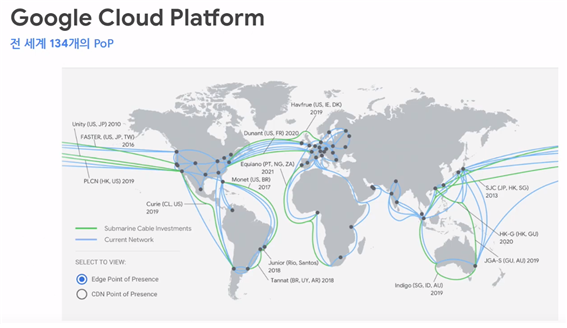 Google Cloud Platform
전 세계 134개의 PoP
Havfrue (US, IE, DK)
2019
Unity (US, JP) 2010
FASTER, (US, JP, TW)
2016
Dunant (US, FR) 2020
Equiano (PT, NG, ZA)
2021
PLCN (HK, US) 2019
Monet (US, BR)
2017
SJC (JP, HK, SG)
2013
Curie (CL, US)
2019
HK-G (HK, GU)
2020
Submarine Cable Investments
Current Network
JGA-S (GU, AU) 2019
SELECT TO VIEW:
Junior (Rio, Santos)
2018
Edge Point of Presence
Tannat (BR, UY, AR) 2018
Indigo (SG, ID, AU)
2019
CDN Point of Presence